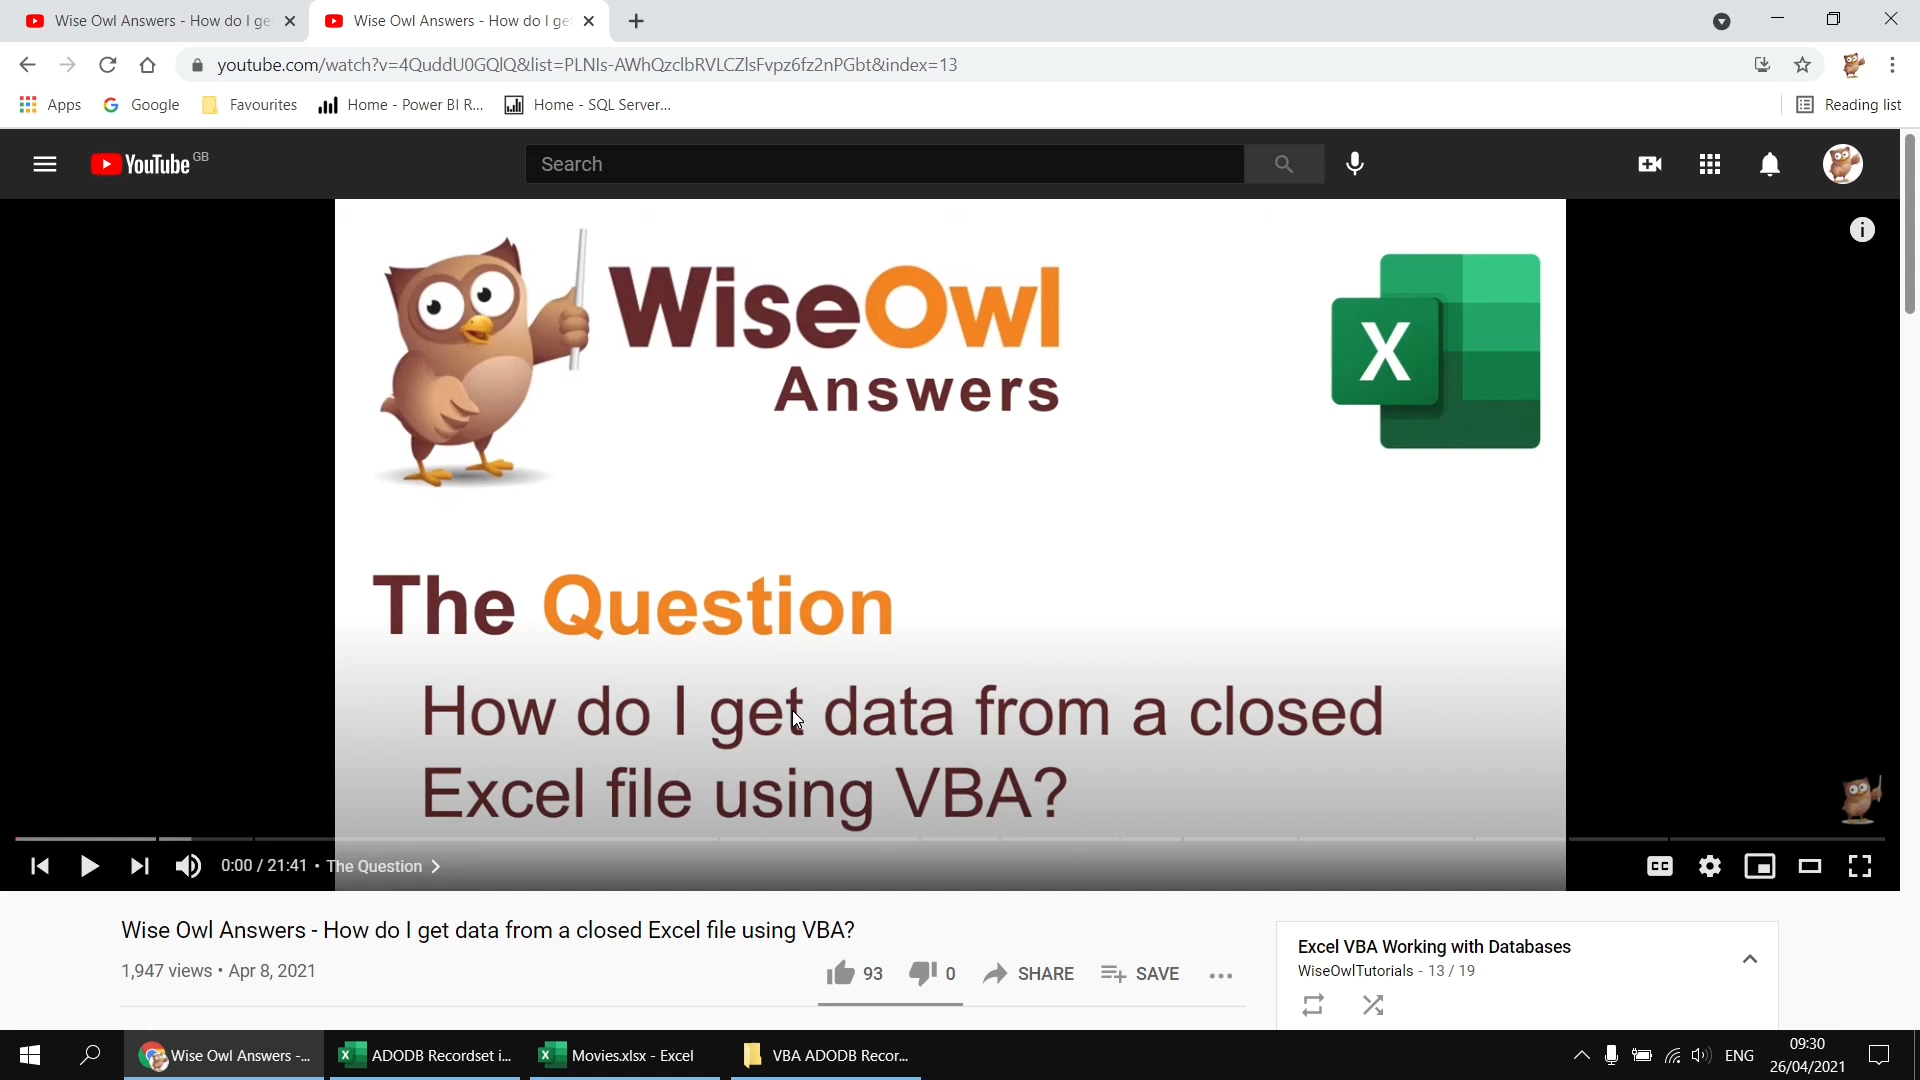 Wise Owl Answers - How do I ge
Wise Owl Answers - How do I ge
youtube.com/watch?v=4QuddU0GQlQ&list=PLNIs-AWhQzclbRVLCZlsFvpz6fz2nPGbt&index=13
Apps
Google
Favourites
Home - Power BI R...
Home - SQL Server...
Reading list
YouTube GB
Search
WiseOwl
Answers
X
The Question
How do I get data from a closed
Excel file using VBA?
0:00 / 21:41 • The Question
CC
Wise Owl Answers - How do I get data from a closed Excel file using VBA?
1,947 views • Apr 8, 2021
93
0
SHARE
SAVE
Excel VBA Working with Databases
WiseOwlTutorials - 13 / 19
Wise Owl Answers -...
ADODB Recordset i...
Movies.xlsx - Excel
VBA ADODB Recor...
ENG
09:30
26/04/2021